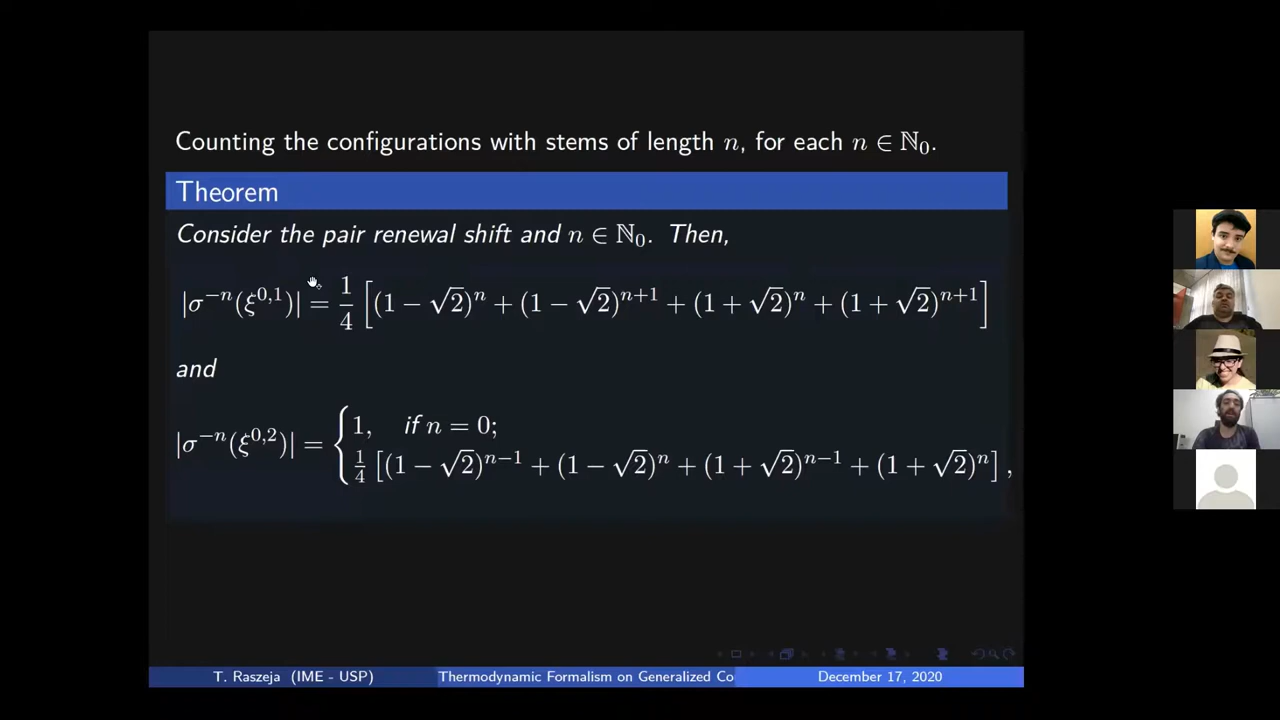 Counting the configurations with stems of length n, for each n ∈ ℕ₀.
Theorem
Consider the pair renewal shift and n ∈ ℕ₀. Then,
|σ⁻ⁿ(ξ⁰,¹)| = 1/4 [(1 − √2)ⁿ + (1 − √2)ⁿ⁺¹ + (1 + √2)ⁿ + (1 + √2)ⁿ⁺¹]
and
|σ⁻ⁿ(ξ⁰,²)| = { 1, if n = 0;
1/4 [(1 − √2)ⁿ⁻¹ + (1 − √2)ⁿ + (1 + √2)ⁿ⁻¹ + (1 + √2)ⁿ] ,
T. Raszeja (IME - USP) Thermodynamic Formalism on Generalized Co December 17, 2020